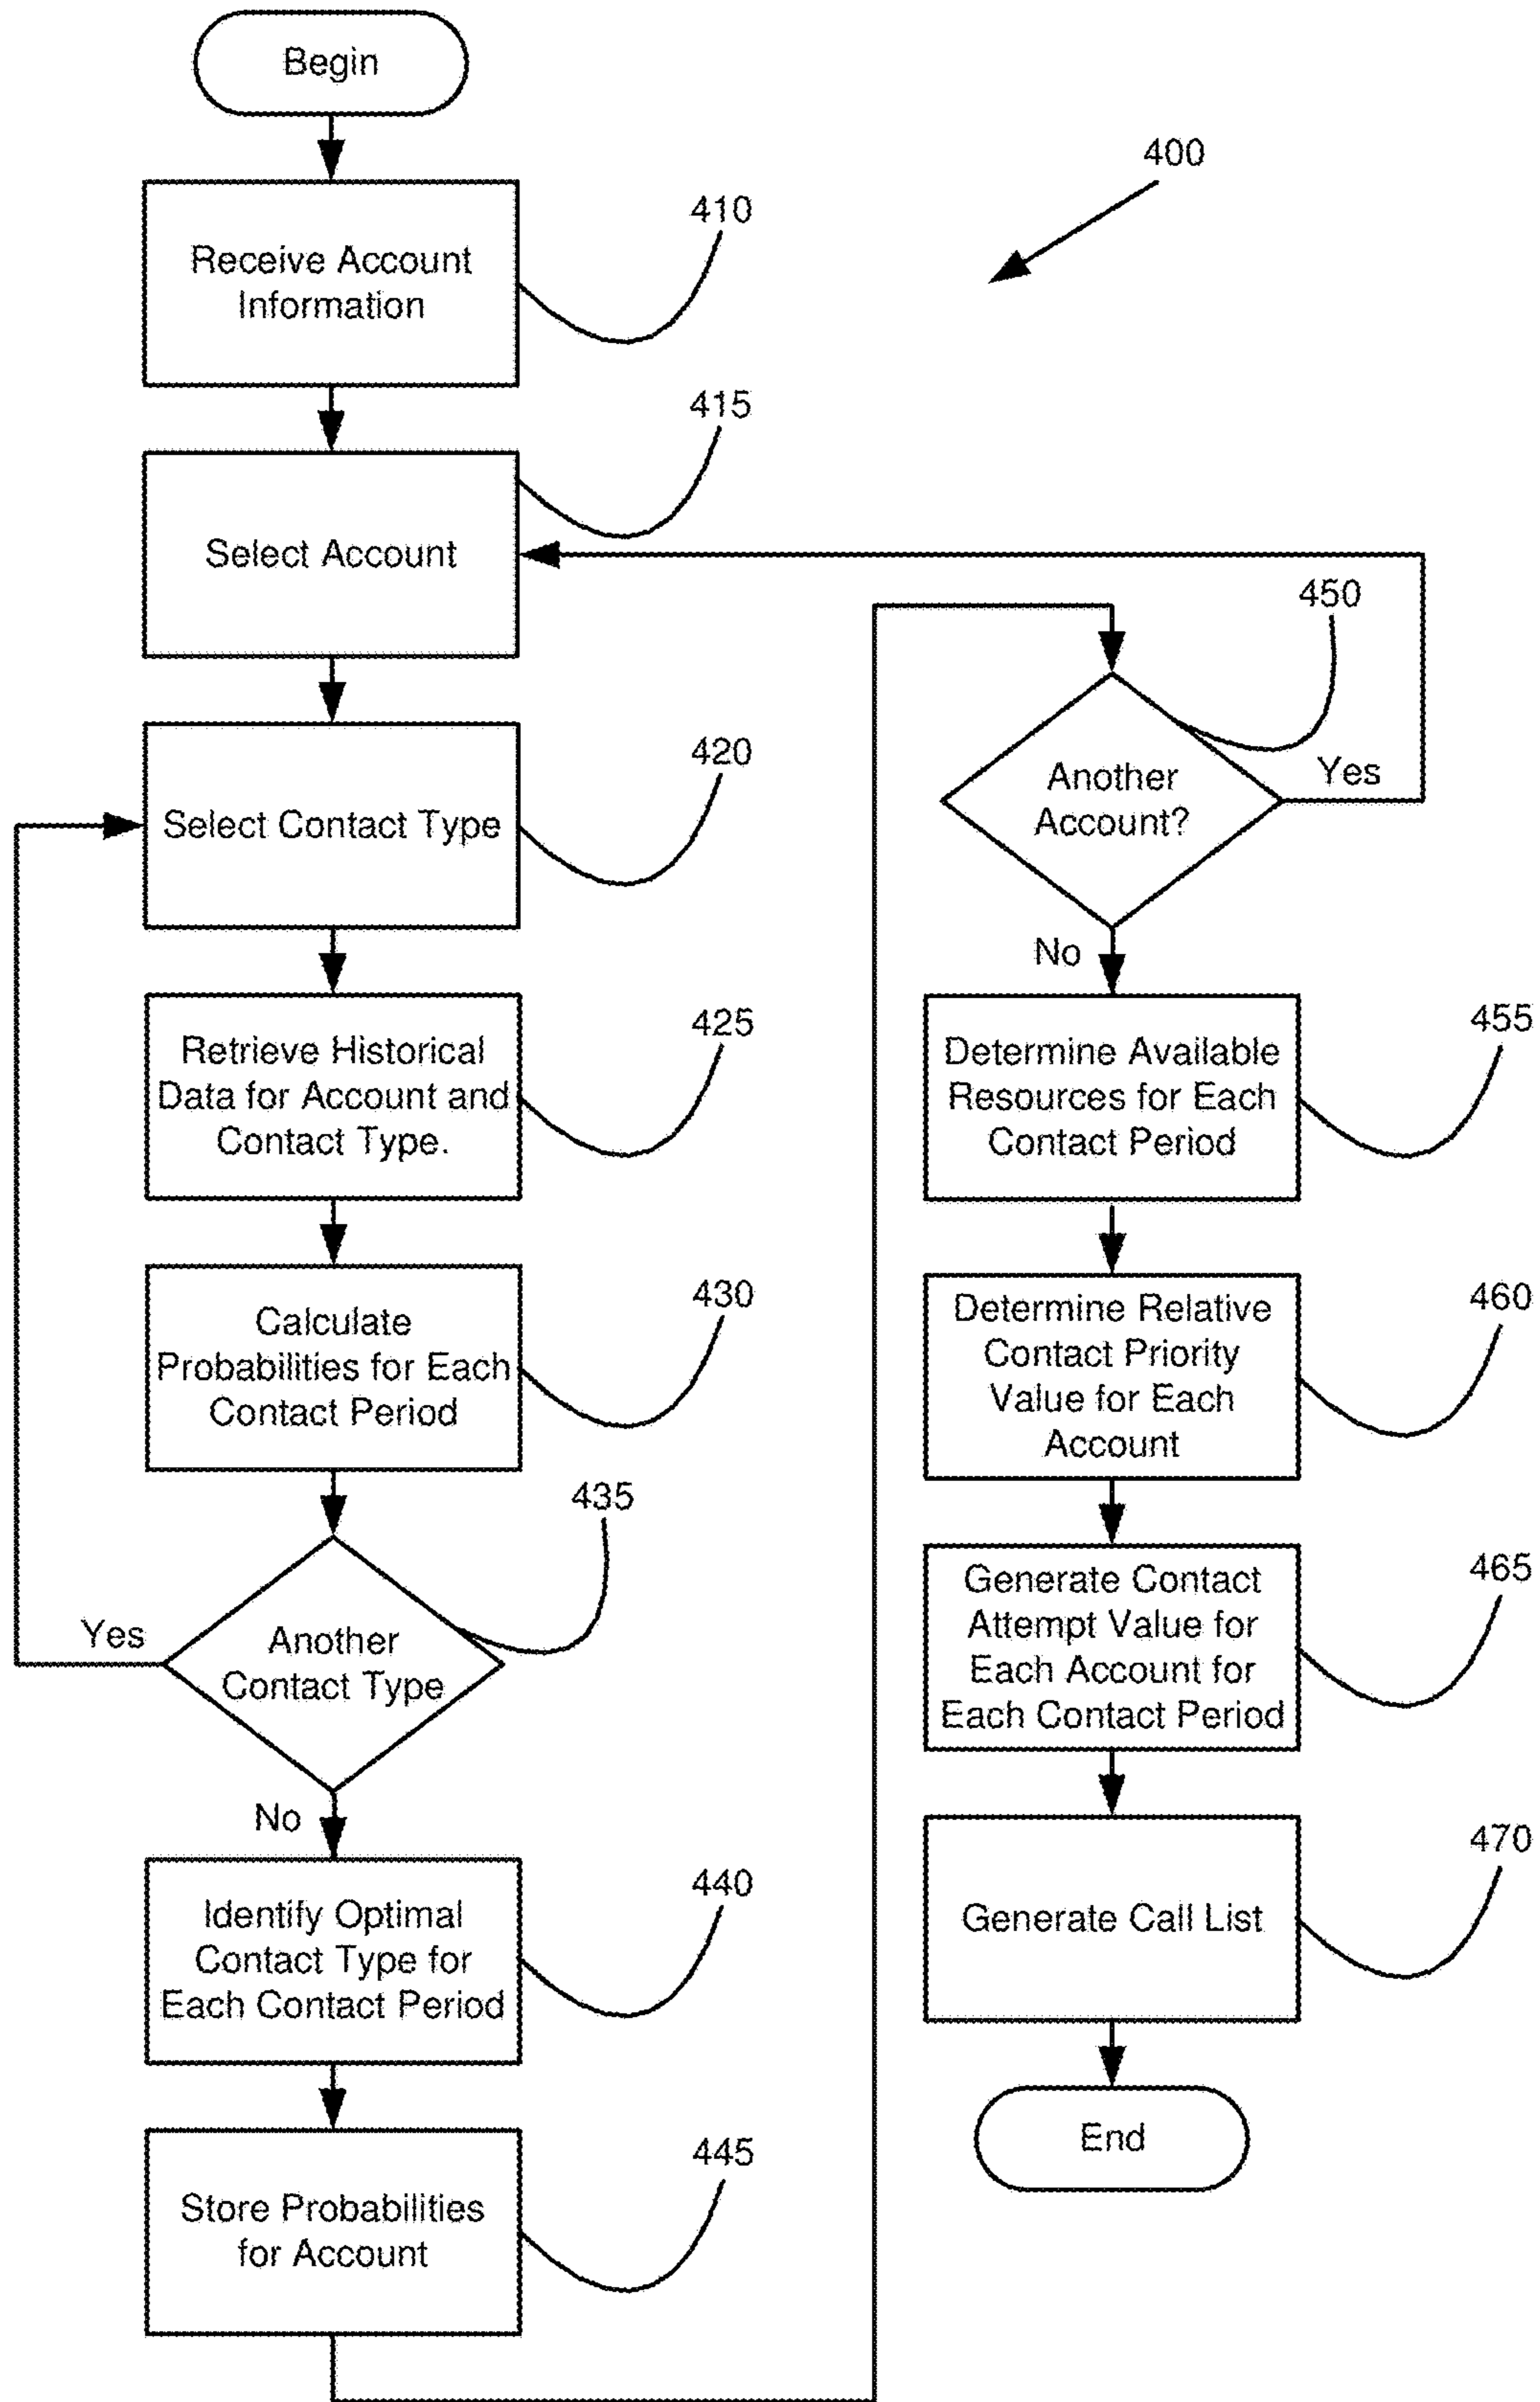 Begin
400
410
Receive Account
Information
415
Select Account
420
Select Contact Type
425
Retrieve Historical
Data for Account and
Contact Type.
430
Calculate
Probabilities for Each
Contact Period
435
Another
Contact Type
Yes
No
440
Identify Optimal
Contact Type for
Each Contact Period
445
Store Probabilities
for Account
450
Another
Account?
Yes
No
455
Determine Available
Resources for Each
Contact Period
460
Determine Relative
Contact Priority
Value for Each
Account
465
Generate Contact
Attempt Value for
Each Account for
Each Contact Period
470
Generate Call List
End